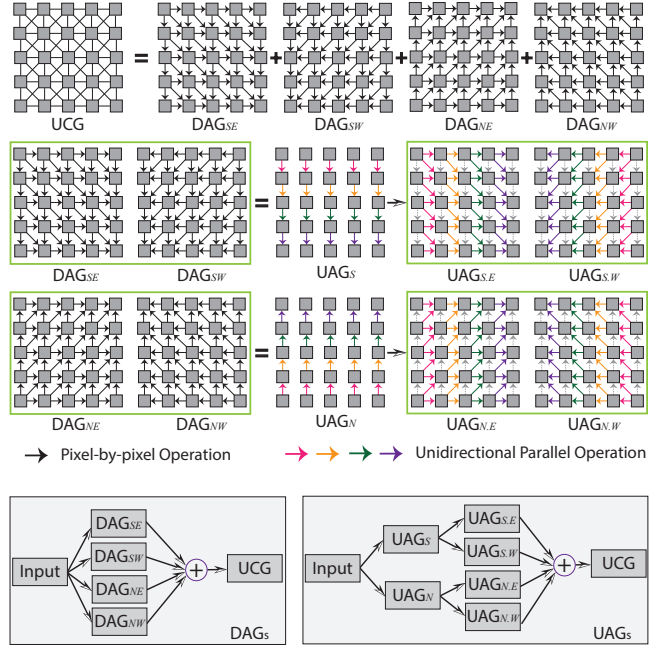 =
+
+
+
UCG
DAGSE
DAGSW
DAGNE
DAGNW
=
DAGSE
DAGSW
UAGS
UAGS.E
UAGS.W
=
DAGNE
DAGNW
UAGN
UAGN.E
UAGN.W
Pixel-by-pixel Operation
Unidirectional Parallel Operation
Input
DAGSE
DAGSW
DAGNE
DAGNW
+
UCG
DAGs
Input
UAGS
UAGN
UAGS.E
UAGS.W
UAGN.E
UAGN.W
+
UCG
UAGs